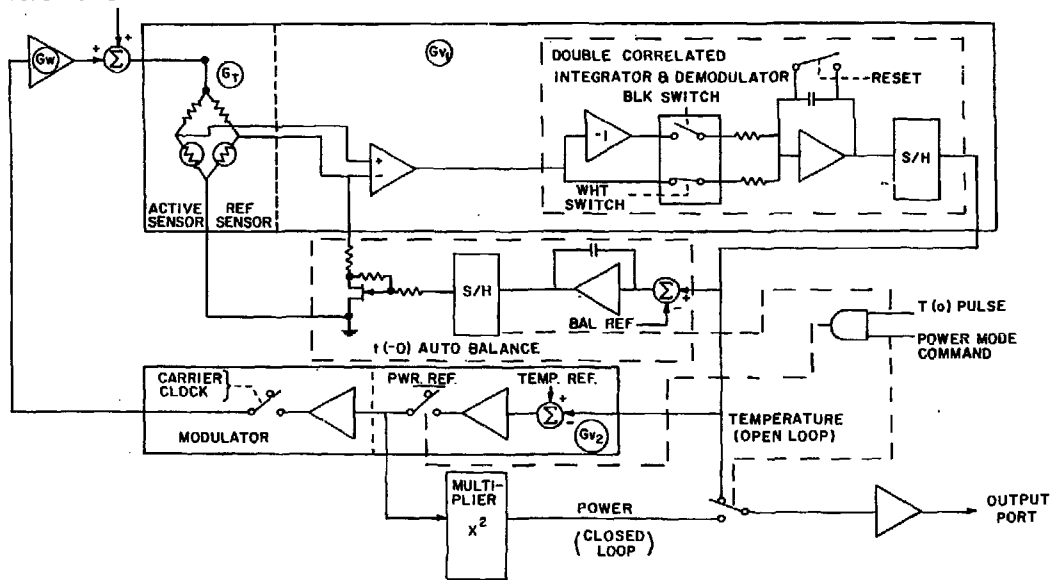 Gw
+
+
Σ
GT
Gv1
DOUBLE CORRELATED
INTEGRATOR & DEMODULATOR
BLK SWITCH
RESET
-1
+
-
S/H
WHT
SWITCH
ACTIVE
SENSOR
REF
SENSOR
S/H
Σ
+
-
BAL REF
t(-0) AUTO BALANCE
T(o) PULSE
POWER MODE
COMMAND
CARRIER
CLOCK
PWR. REF.
TEMP. REF.
+
Σ
-
Gv2
MODULATOR
TEMPERATURE
(OPEN LOOP)
MULTI-
PLIER
X2
POWER
(CLOSED
LOOP)
OUTPUT
PORT